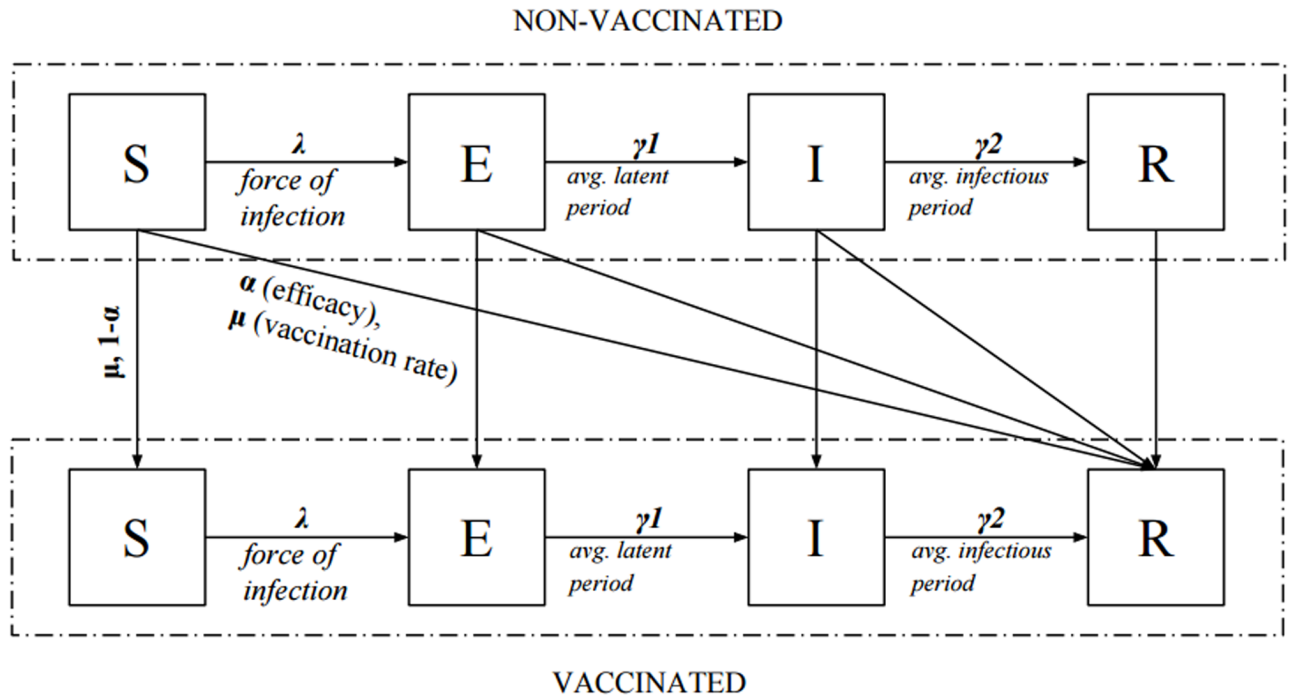 NON-VACCINATED
S
λ
force of
infection
E
γ1
avg. latent
period
I
γ2
avg. infectious
period
R
μ, 1-α
α (efficacy),
μ (vaccination rate)
S
λ
force of
infection
E
γ1
avg. latent
period
I
γ2
avg. infectious
period
R
VACCINATED